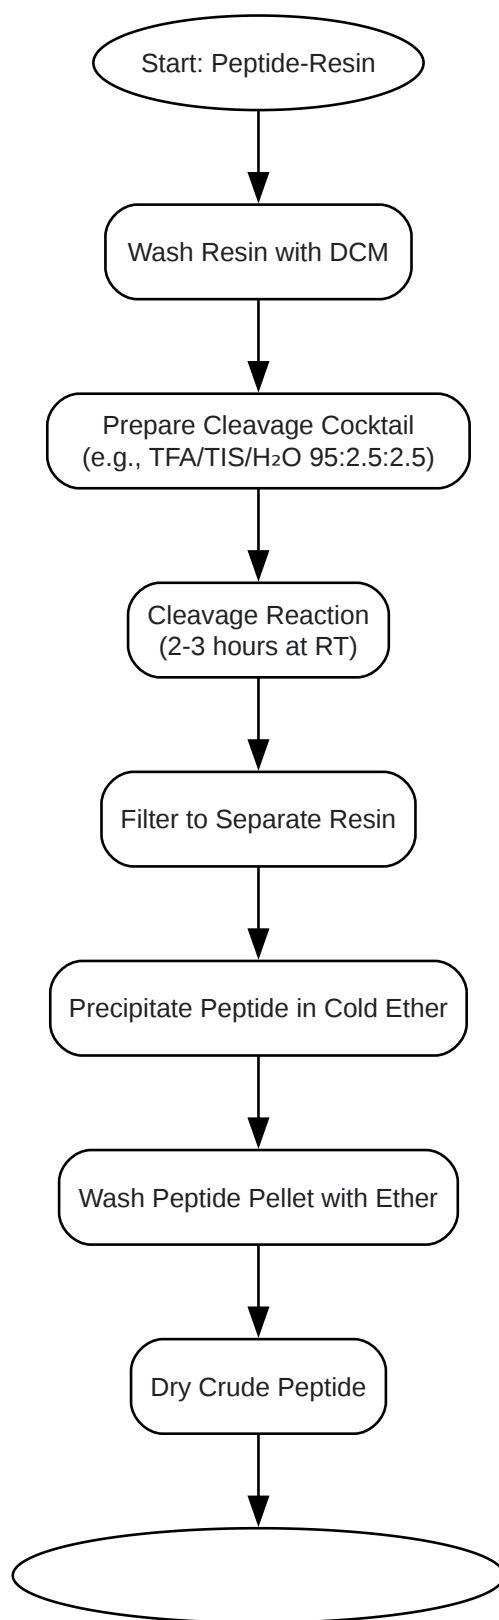 Start: Peptide-Resin
Wash Resin with DCM
Prepare Cleavage Cocktail
(e.g., TFA/TIS/H₂O 95:2.5:2.5)
Cleavage Reaction
(2-3 hours at RT)
Filter to Separate Resin
Precipitate Peptide in Cold Ether
Wash Peptide Pellet with Ether
Dry Crude Peptide